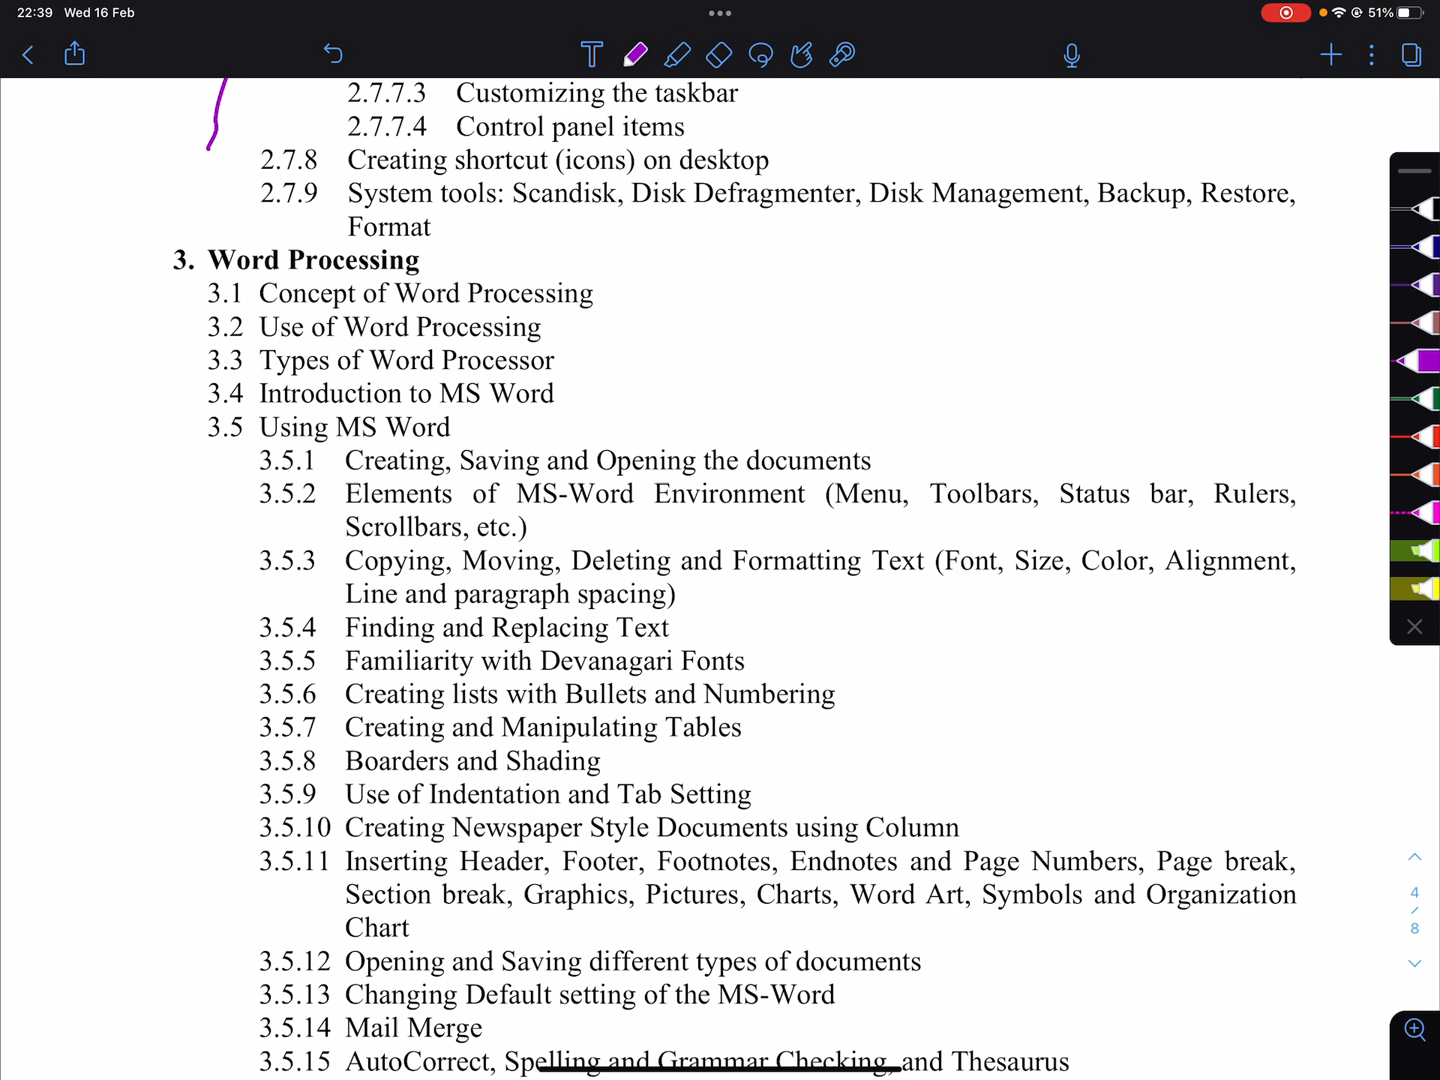 22:39 Wed 16 Feb
51%
2.7.7.3 Customizing the taskbar
2.7.7.4 Control panel items
2.7.8 Creating shortcut (icons) on desktop
2.7.9 System tools: Scandisk, Disk Defragmenter, Disk Management, Backup, Restore,
Format
3. Word Processing
3.1 Concept of Word Processing
3.2 Use of Word Processing
3.3 Types of Word Processor
3.4 Introduction to MS Word
3.5 Using MS Word
3.5.1 Creating, Saving and Opening the documents
3.5.2 Elements of MS-Word Environment (Menu, Toolbars, Status bar, Rulers,
Scrollbars, etc.)
3.5.3 Copying, Moving, Deleting and Formatting Text (Font, Size, Color, Alignment,
Line and paragraph spacing)
3.5.4 Finding and Replacing Text
3.5.5 Familiarity with Devanagari Fonts
3.5.6 Creating lists with Bullets and Numbering
3.5.7 Creating and Manipulating Tables
3.5.8 Boarders and Shading
3.5.9 Use of Indentation and Tab Setting
3.5.10 Creating Newspaper Style Documents using Column
3.5.11 Inserting Header, Footer, Footnotes, Endnotes and Page Numbers, Page break,
Section break, Graphics, Pictures, Charts, Word Art, Symbols and Organization
Chart
3.5.12 Opening and Saving different types of documents
3.5.13 Changing Default setting of the MS-Word
3.5.14 Mail Merge
3.5.15 AutoCorrect, Spelling and Grammar Checking, and Thesaurus
4
/
8